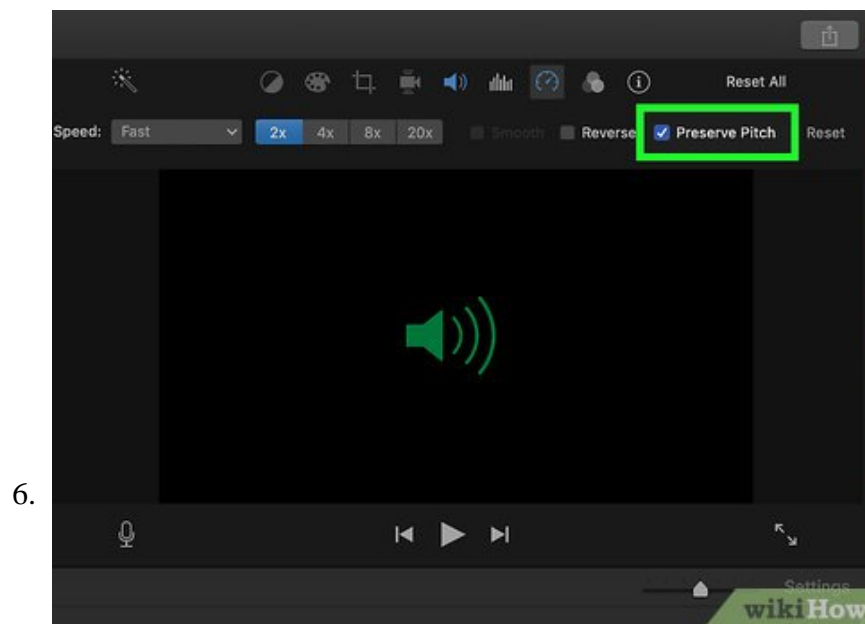 Reset All
Speed: Fast 2x 4x 8x 20x Smooth Reverse Preserve Pitch Reset
6.
Settings
wikiHow